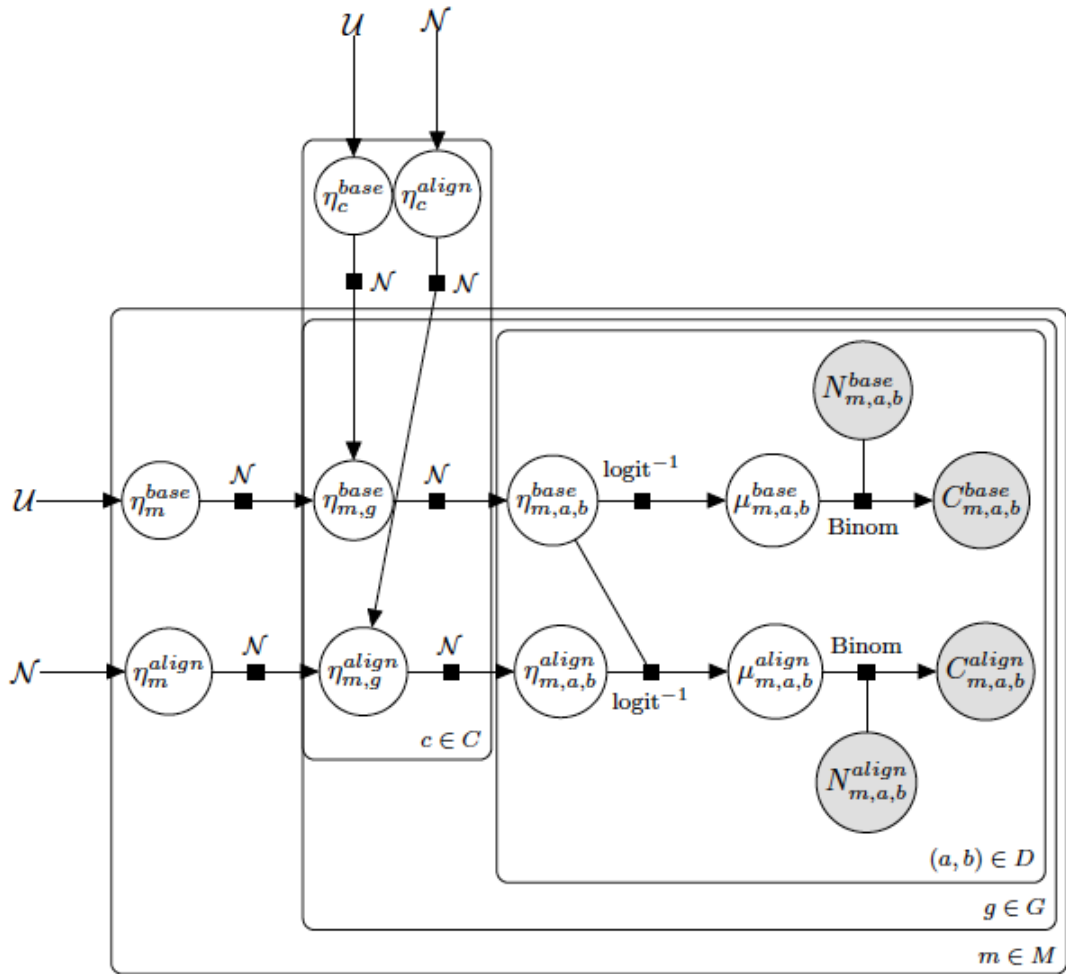 𝒰 𝒩
η_c^{base} η_c^{align}
𝒩 𝒩
N_{m,a,b}^{base}
𝒰 η_m^{base} 𝒩 η_{m,g}^{base} 𝒩 η_{m,a,b}^{base} logit^{−1} μ_{m,a,b}^{base} Binom C_{m,a,b}^{base}
𝒩 η_m^{align} 𝒩 η_{m,g}^{align} 𝒩 η_{m,a,b}^{align} logit^{−1} μ_{m,a,b}^{align} Binom C_{m,a,b}^{align}
c ∈ C
N_{m,a,b}^{align}
(a, b) ∈ D
g ∈ G
m ∈ M